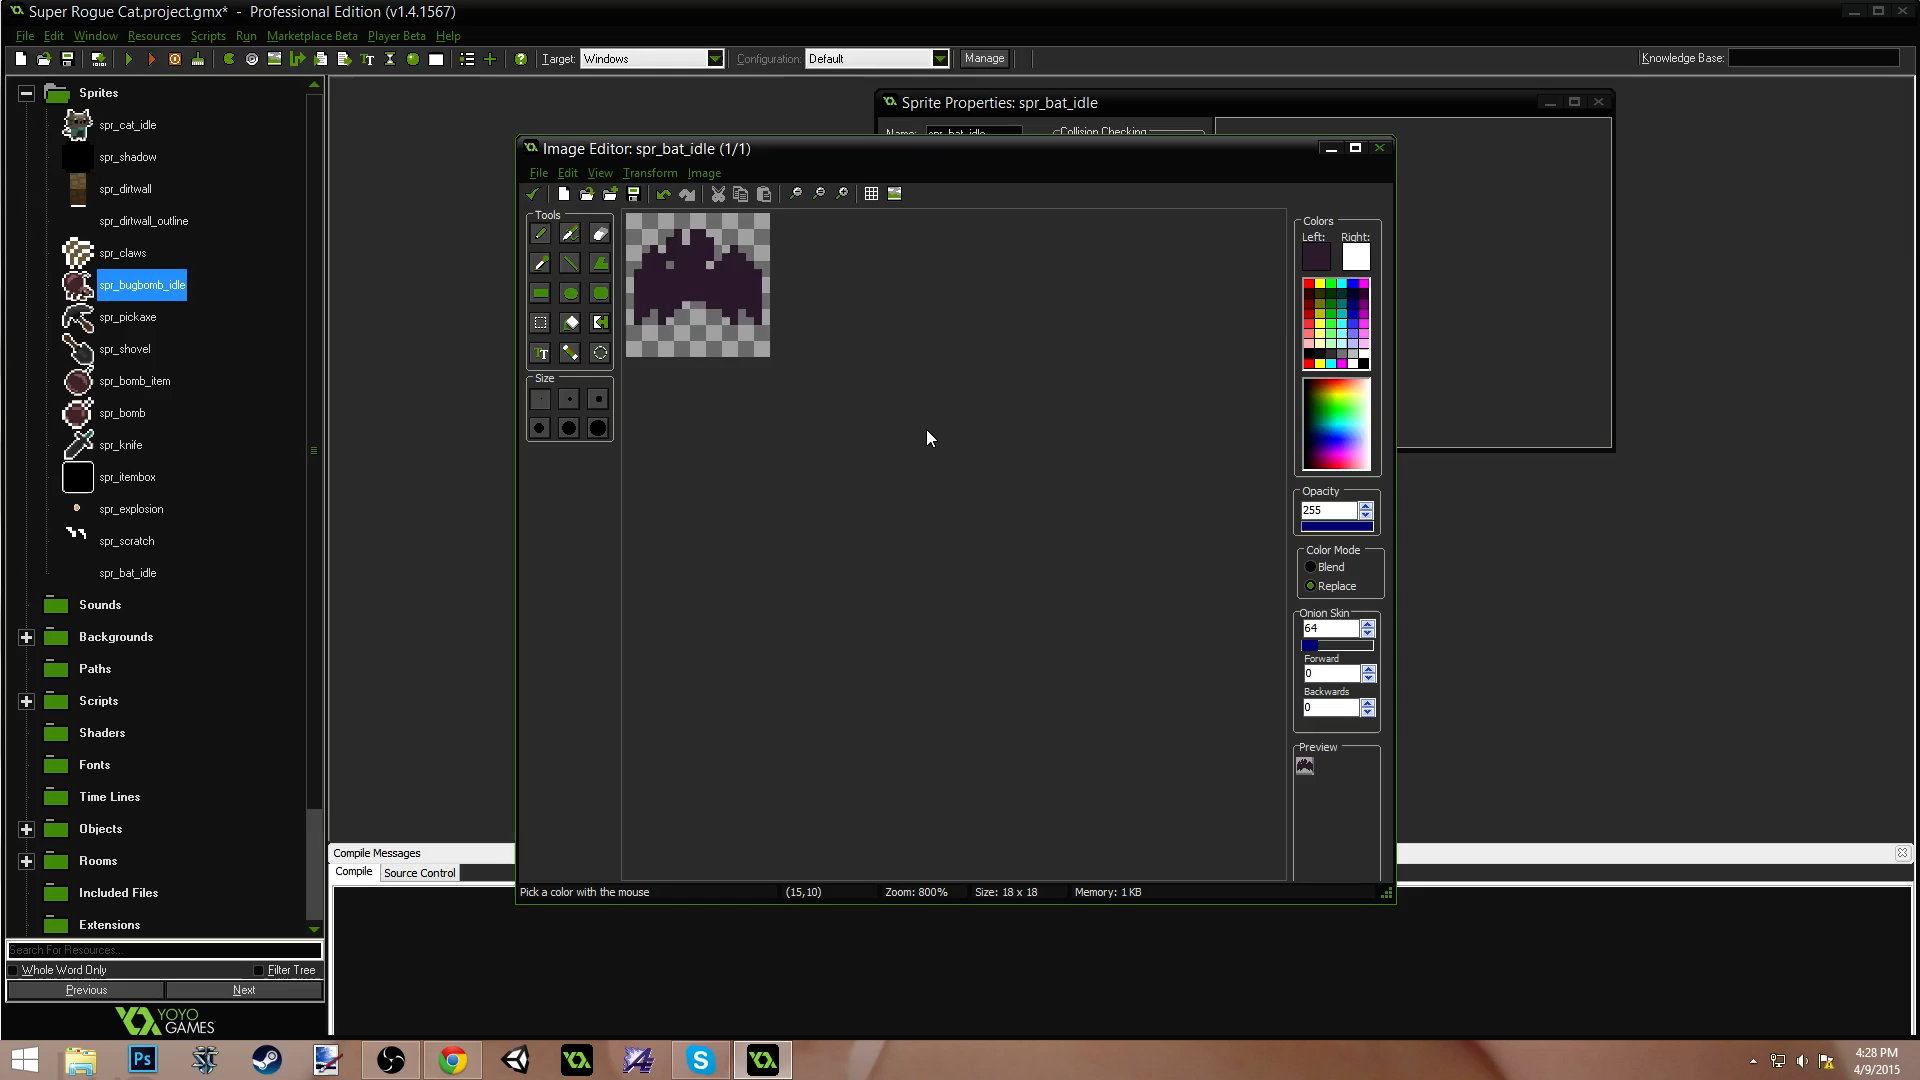 Super Rogue Cat.project.gmx* - Professional Edition (v1.4.1567)
File Edit Window Resources Scripts Run Marketplace Beta Player Beta Help
Target: Windows Configuration: Default Manage Knowledge Base:
Sprites
spr_cat_idle
spr_shadow
spr_dirtwall
spr_dirtwall_outline
spr_claws
spr_bugbomb_idle
spr_pickaxe
spr_shovel
spr_bomb_item
spr_bomb
spr_knife
spr_itembox
spr_explosion
spr_scratch
spr_bat_idle
Sounds
Backgrounds
Paths
Scripts
Shaders
Fonts
Time Lines
Objects
Rooms
Included Files
Extensions
Search For Resources...
Whole Word Only Filter Tree
Previous Next
YOYO
GAMES
Sprite Properties: spr_bat_idle
Name: spr_bat_idle Collision Checking
Image Editor: spr_bat_idle (1/1)
File Edit View Transform Image
Tools
TT
Size
Colors
Left: Right:
Opacity
255
Color Mode
Blend
Replace
Onion Skin
64
Forward
0
Backwards
0
Preview
Pick a color with the mouse (15,10) Zoom: 800% Size: 18 x 18 Memory: 1 KB
Compile Messages
Compile Source Control
Ps
S
4:28 PM
4/9/2015